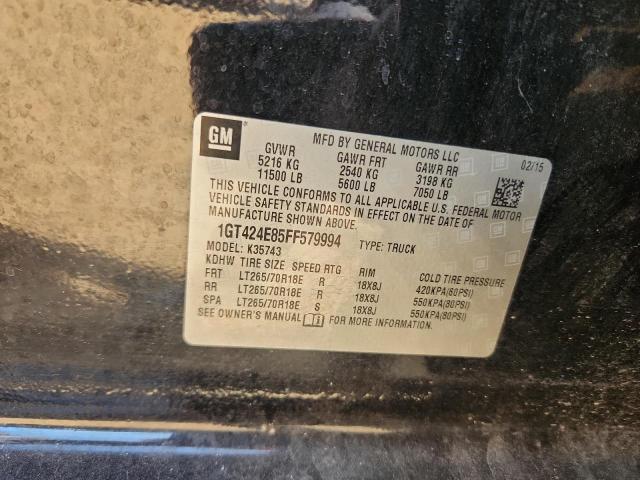 GM
MFD BY GENERAL MOTORS LLC
02/15
GVWR GAWR FRT GAWR RR
5216 KG 2540 KG 3198 KG
11500 LB 5600 LB 7050 LB
THIS VEHICLE CONFORMS TO ALL APPLICABLE U.S. FEDERAL MOTOR
VEHICLE SAFETY STANDARDS IN EFFECT ON THE DATE OF
MANUFACTURE SHOWN ABOVE.
1GT424E85FF579994 TYPE: TRUCK
MODEL: K35743
KDHW TIRE SIZE SPEED RTG RIM COLD TIRE PRESSURE
FRT LT265/70R18E R 18X8J 420KPA(60PSI)
RR LT265/70R18E R 18X8J 550KPA(80PSI)
SPA LT265/70R18E S 18X8J 550KPA(80PSI)
SEE OWNER'S MANUAL FOR MORE INFORMATION.